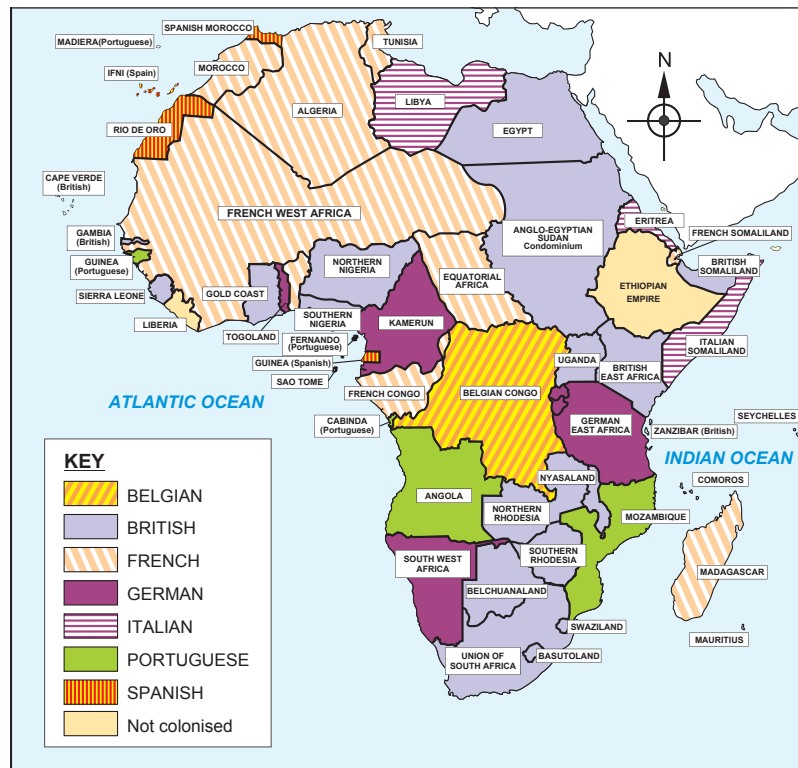 SPANISH MOROCCO
MADIERA(Portuguese)
TUNISIA
MOROCCO
IFNI (Spain)
ALGERIA
LIBYA
N
RIO DE ORO
EGYPT
CAPE VERDE
(British)
FRENCH WEST AFRICA
ERITREA
FRENCH SOMALILAND
ANGLO-EGYPTIAN
SUDAN
Condominium
GAMBIA
(British)
NORTHERN
NIGERIA
BRITISH
SOMALILAND
GUINEA
(Portuguese)
EQUATORIAL
AFRICA
ETHIOPIAN
EMPIRE
SIERRA LEONE
GOLD COAST
SOUTHERN
NIGERIA
KAMERUN
LIBERIA
TOGOLAND
FERNANDO
(Portuguese)
ITALIAN
SOMALILAND
GUINEA (Spanish)
UGANDA
BRITISH
EAST AFRICA
SAO TOME
FRENCH CONGO
BELGIAN CONGO
ATLANTIC OCEAN
CABINDA
(Portuguese)
GERMAN
EAST AFRICA
SEYCHELLES
ZANZIBAR (British)
INDIAN OCEAN
NYASALAND
COMOROS
ANGOLA
NORTHERN
RHODESIA
MOZAMBIQUE
SOUTH WEST
AFRICA
SOUTHERN
RHODESIA
MADAGASCAR
BELCHUANALAND
SWAZILAND
MAURITIUS
UNION OF
SOUTH AFRICA
BASUTOLAND
KEY
BELGIAN
BRITISH
FRENCH
GERMAN
ITALIAN
PORTUGUESE
SPANISH
Not colonised